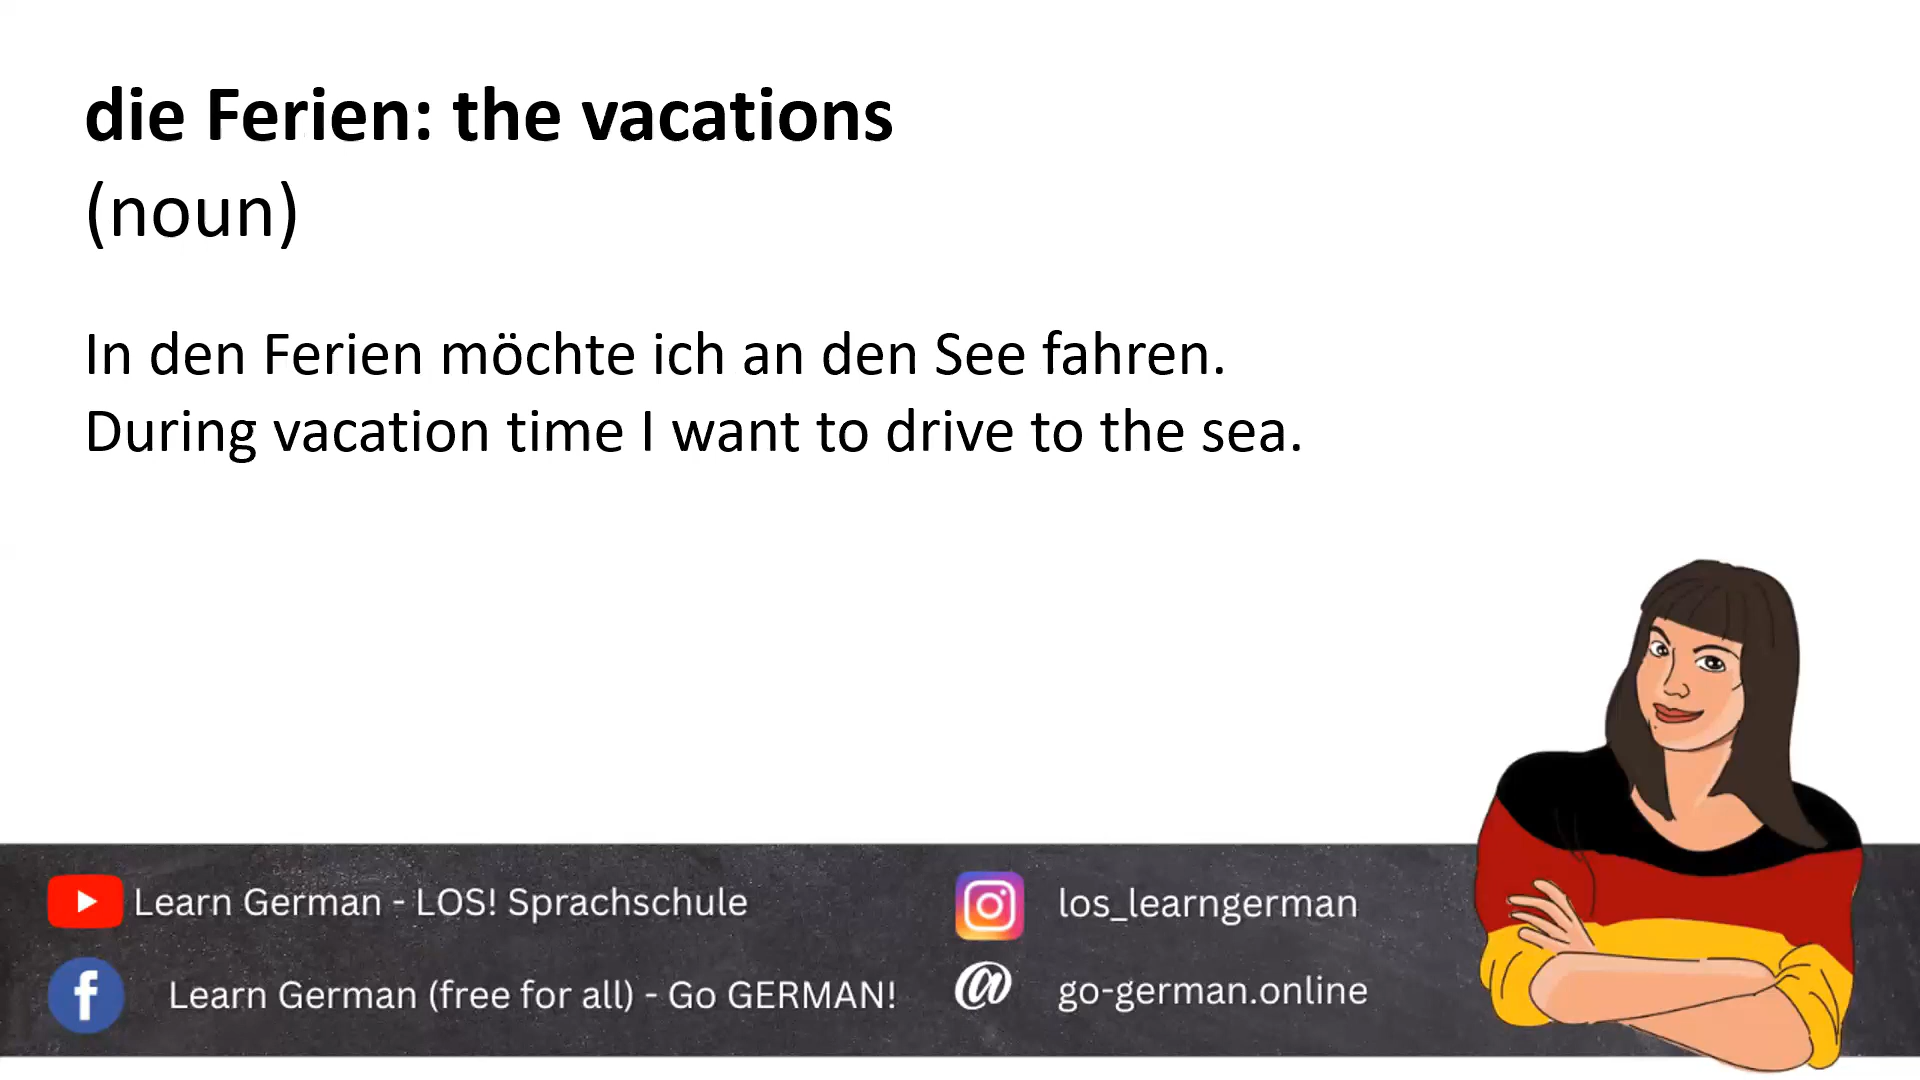 die Ferien: the vacations
(noun)
In den Ferien möchte ich an den See fahren.
During vacation time I want to drive to the sea.
Learn German - LOS! Sprachschule
los_learngerman
Learn German (free for all) - Go GERMAN!
go-german.online